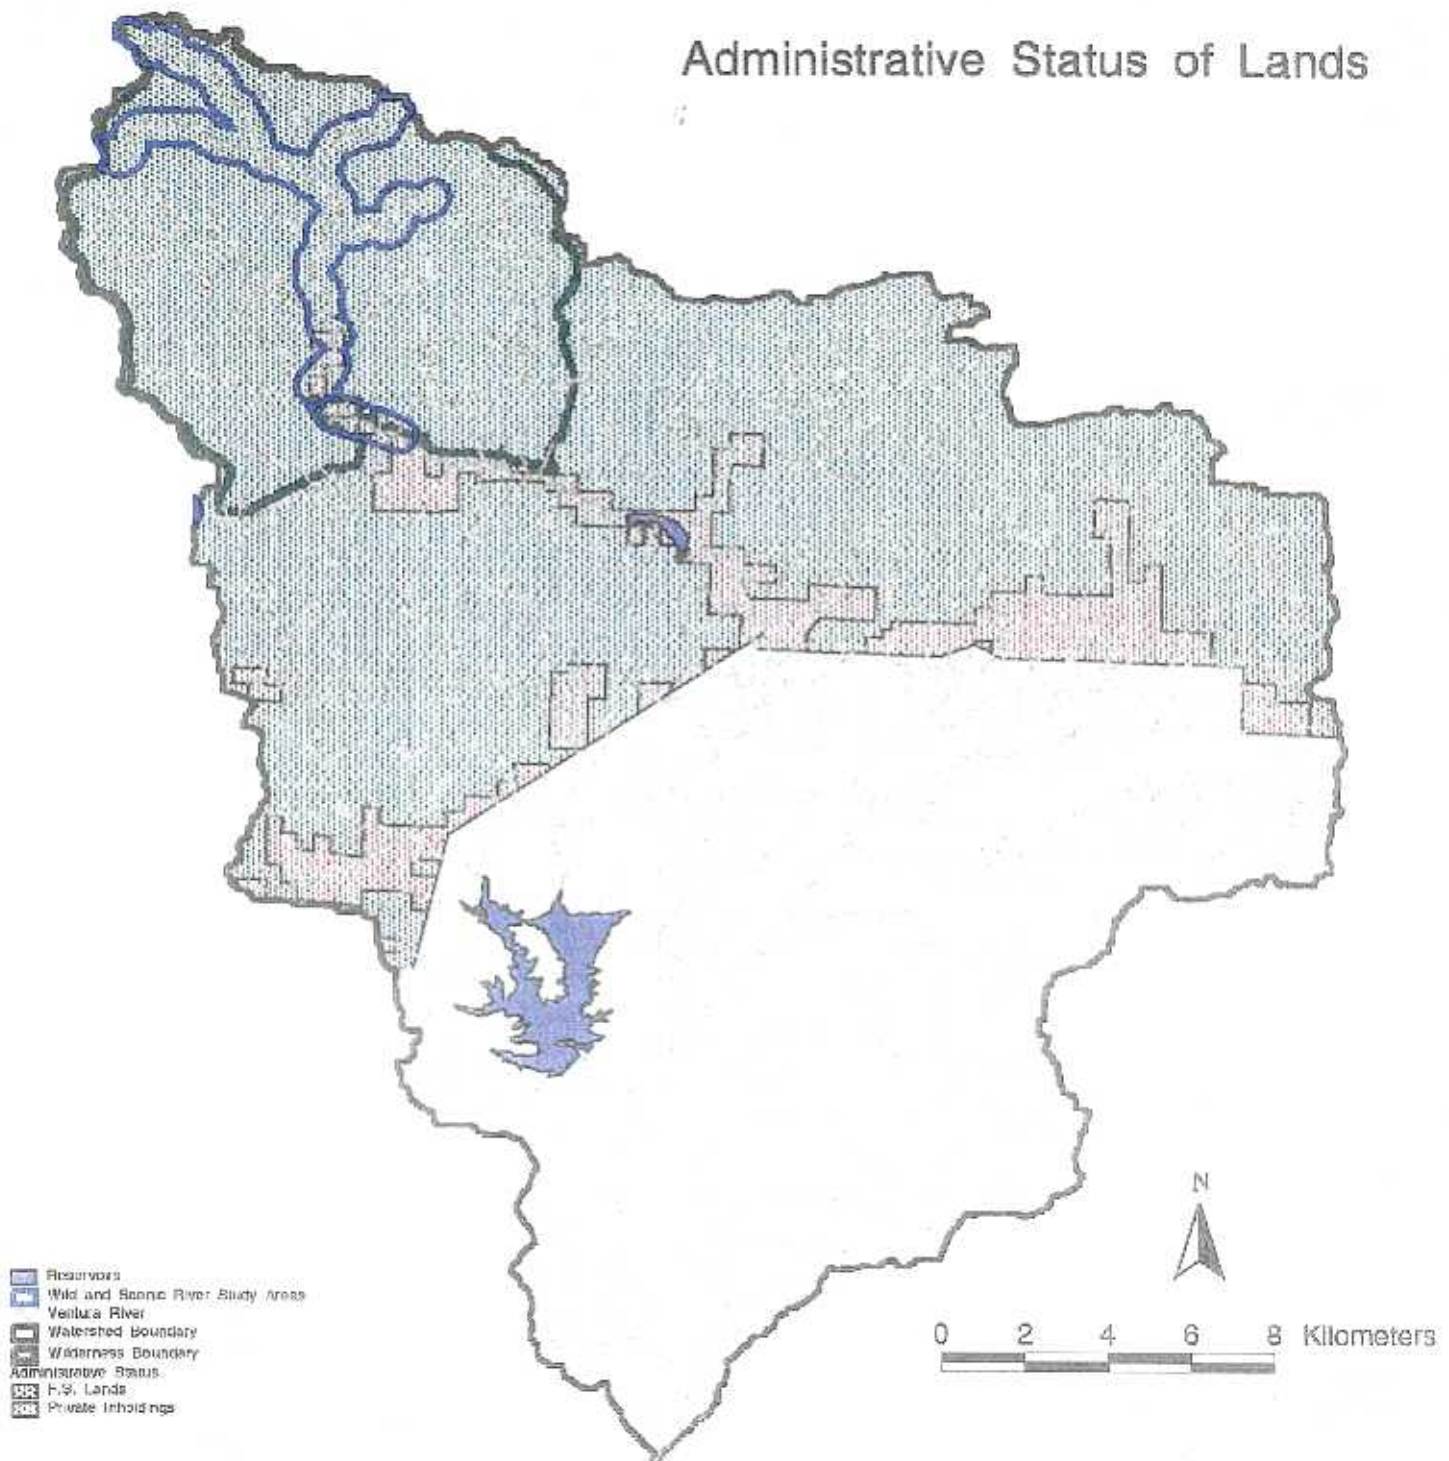 Administrative Status of Lands
N
0 2 4 6 8 Kilometers
Reservoirs
Wild and Scenic River Study Areas
Ventura River
Watershed Boundary
Wilderness Boundary
Administrative Status
F.S. Lands
Private Inholdings